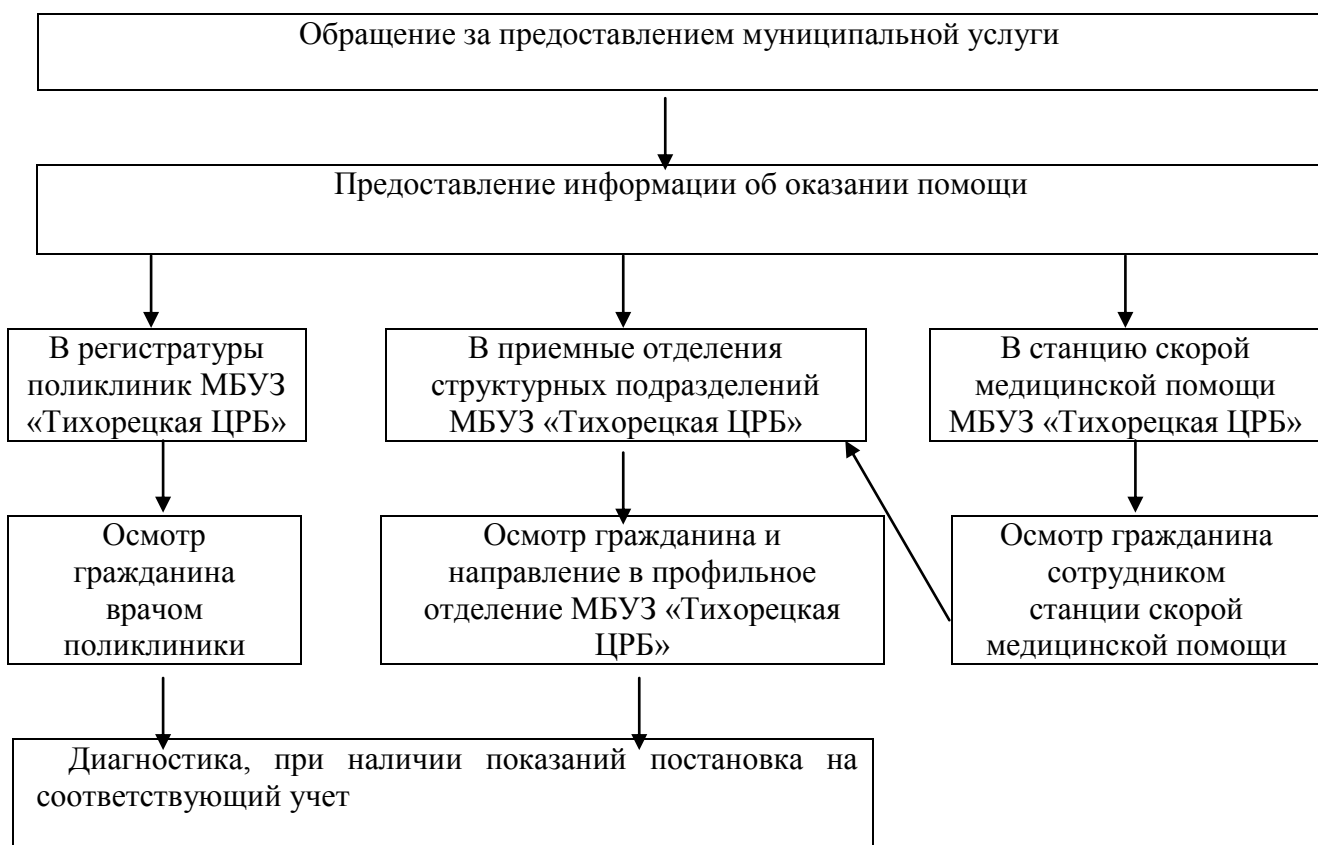 Обращение за предоставлением муниципальной услуги
Предоставление информации об оказании помощи
В регистратуры
поликлиник МБУЗ
«Тихорецкая ЦРБ»
В приемные отделения
структурных подразделений
МБУЗ «Тихорецкая ЦРБ»
В станцию скорой
медицинской помощи
МБУЗ «Тихорецкая ЦРБ»
Осмотр
гражданина
врачом
поликлиники
Осмотр гражданина и
направление в профильное
отделение МБУЗ «Тихорецкая
ЦРБ»
Осмотр гражданина
сотрудником
станции скорой
медицинской помощи
Диагностика, при наличии показаний постановка на
соответствующий учет